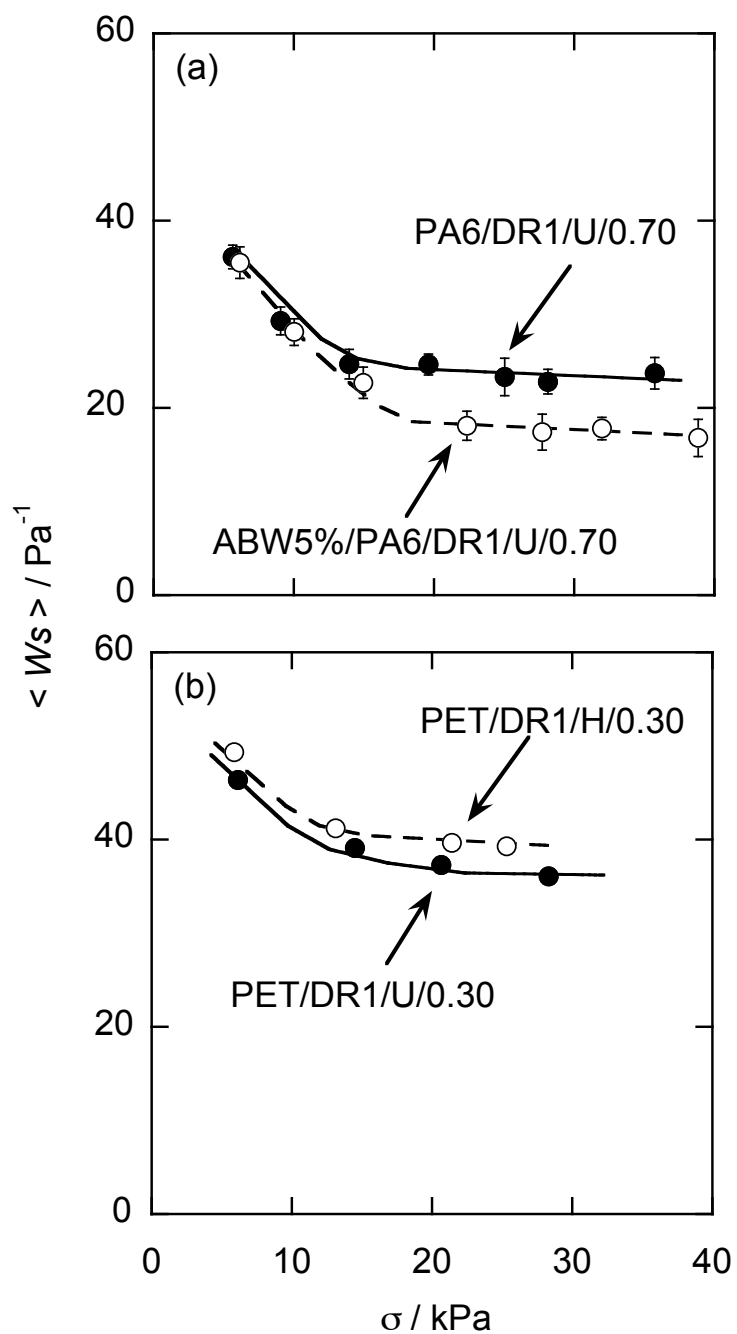 60
(a)
PA6/DR1/U/0.70
40
20
ABW5%/PA6/DR1/U/0.70
0
< Ws > / Pa⁻¹
60
(b)
PET/DR1/H/0.30
40
PET/DR1/U/0.30
20
0
0 10 20 30 40
σ / kPa